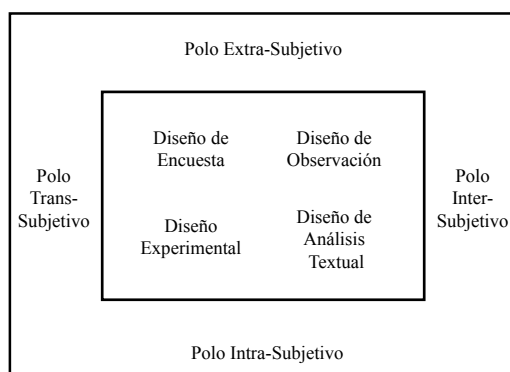 Polo Extra-Subjetivo
Diseño de
Encuesta
Diseño de
Observación
Polo
Trans-
Subjetivo
Polo
Inter-
Subjetivo
Diseño
Experimental
Diseño de
Análisis
Textual
Polo Intra-Subjetivo